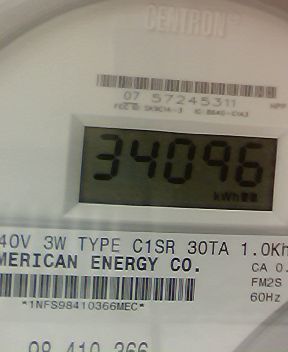 CENTRON®
07 57245311
34096
kWh
40V 3W TYPE C1SR 30TA 1.0Kh
MERICAN ENERGY CO.
CA 0.
FM2S
*1NFS98410366MEC*
60Hz
98 410 366